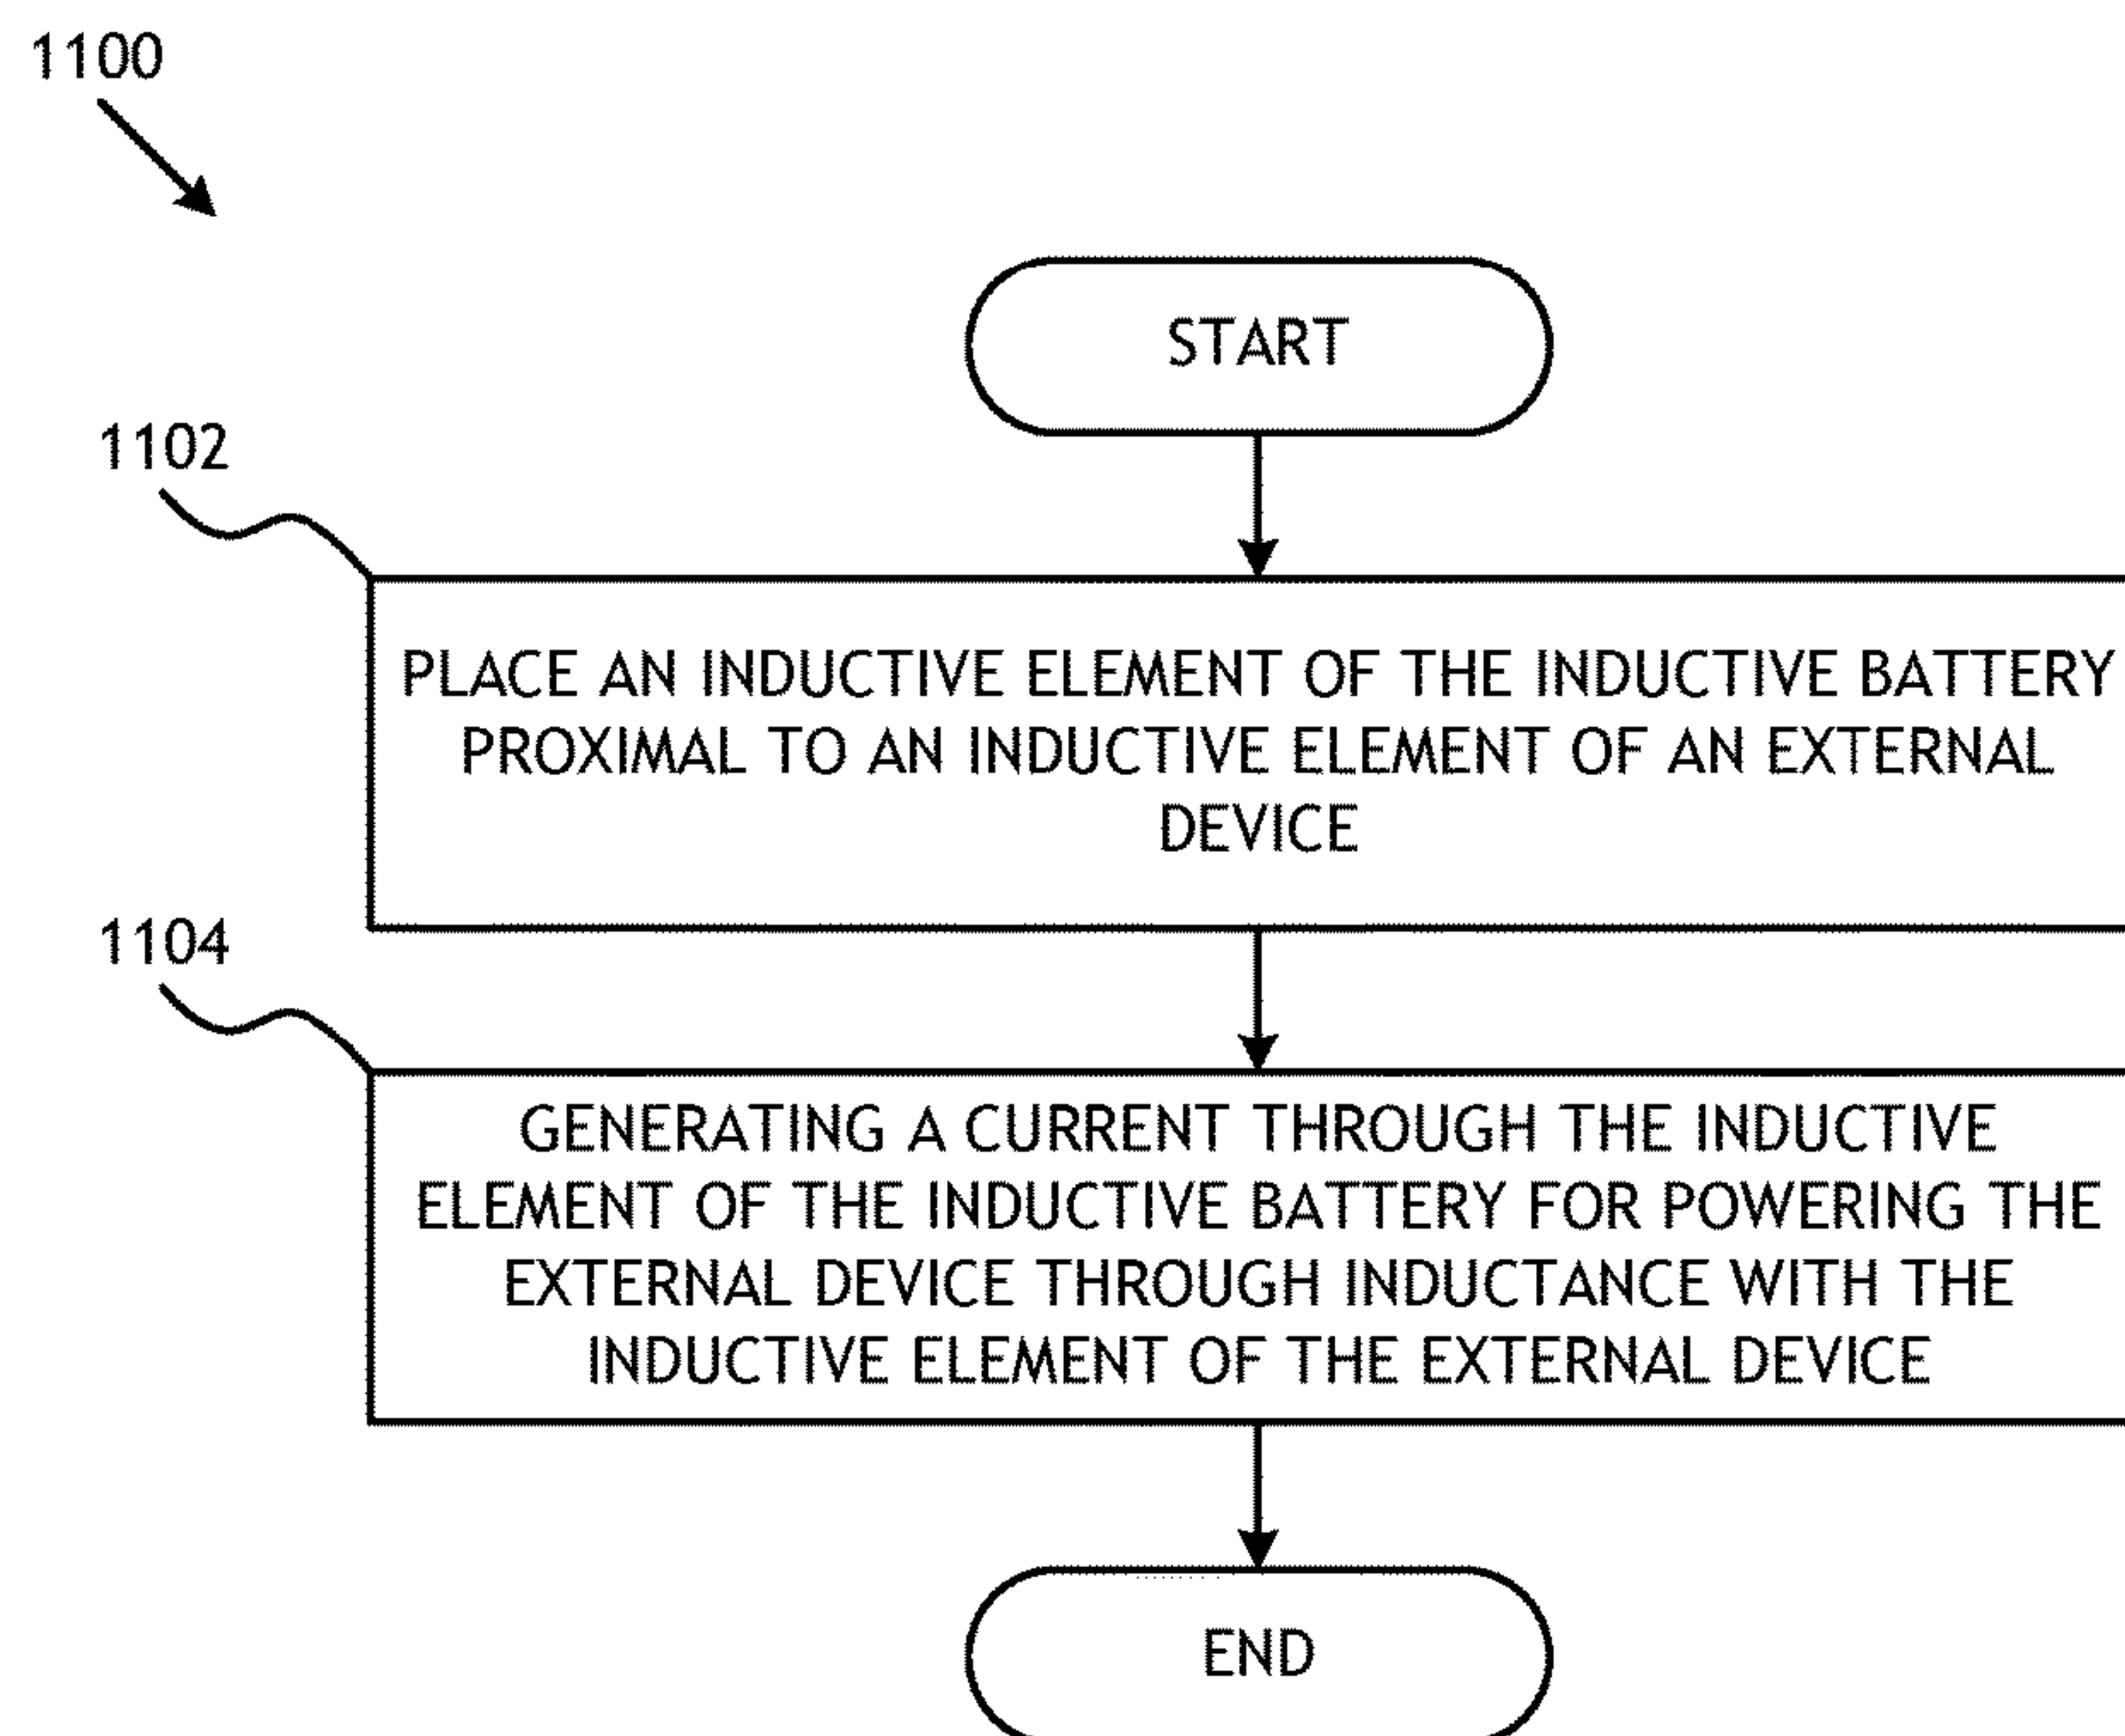 1100
START
1102
PLACE AN INDUCTIVE ELEMENT OF THE INDUCTIVE BATTERY
PROXIMAL TO AN INDUCTIVE ELEMENT OF AN EXTERNAL
DEVICE
1104
GENERATING A CURRENT THROUGH THE INDUCTIVE
ELEMENT OF THE INDUCTIVE BATTERY FOR POWERING THE
EXTERNAL DEVICE THROUGH INDUCTANCE WITH THE
INDUCTIVE ELEMENT OF THE EXTERNAL DEVICE
END